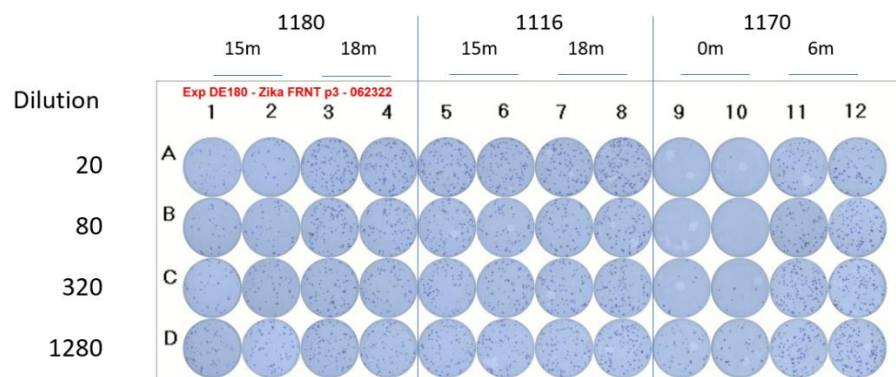 1180 1116 1170
15m 18m 15m 18m 0m 6m
Exp DE180 - Zika FRNT p3 - 062322
Dilution 1 2 3 4 5 6 7 8 9 10 11 12
20 A
80 B
320 C
1280 D